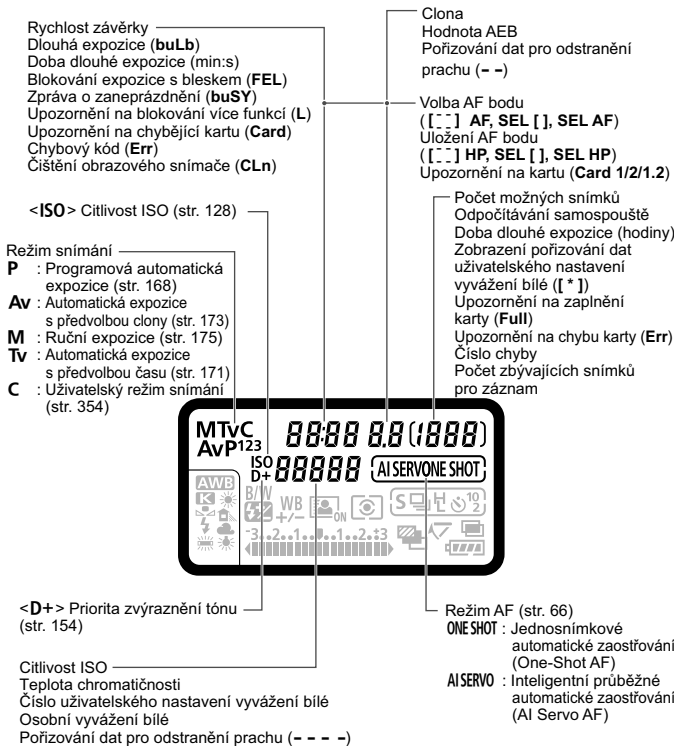 Rychlost závěrky
Dlouhá expozice (buLb)
Doba dlouhé expozice (min:s)
Blokování expozice s bleskem (FEL)
Zpráva o zaneprázdnění (buSY)
Upozornění na blokování více funkcí (L)
Upozornění na chybějící kartu (Card)
Chybový kód (Err)
Čištění obrazového snímače (CLn)
Clona
Hodnota AEB
Pořizování dat pro odstranění
prachu (– –)
Volba AF bodu
([ ] AF, SEL [ ], SEL AF)
Uložení AF bodu
([ ] HP, SEL [ ], SEL HP)
Upozornění na kartu (Card 1/2/1.2)
<ISO> Citlivost ISO (str. 128)
Počet možných snímků
Odpočítávání samospouště
Doba dlouhé expozice (hodiny)
Zobrazení pořizování dat
uživatelského nastavení
vyvážení bílé ([ * ])
Upozornění na zaplnění
karty (Full)
Upozornění na chybu karty (Err)
Číslo chyby
Počet zbývajících snímků
pro záznam
Režim snímání
P : Programová automatická
expozice (str. 168)
Av : Automatická expozice
s předvolbou clony (str. 173)
M : Ruční expozice (str. 175)
Tv : Automatická expozice
s předvolbou času (str. 171)
C : Uživatelský režim snímání
(str. 354)
MTvC 88:88 8.8 (1888)
AvP123
ISO
D+ 88888 AI SERVO ONE SHOT
AWB
K
B/W
WB
+/−
ON
S
H
L
10
2
-3..2..1..0..1..2..+3
<D+> Priorita zvýraznění tónu
(str. 154)
Citlivost ISO
Teplota chromatičnosti
Číslo uživatelského nastavení vyvážení bílé
Osobní vyvážení bílé
Pořizování dat pro odstranění prachu (– – – –)
Režim AF (str. 66)
ONE SHOT : Jednosnímkové
automatické zaostřování
(One-Shot AF)
AI SERVO : Inteligentní průběžné
automatické zaostřování
(AI Servo AF)